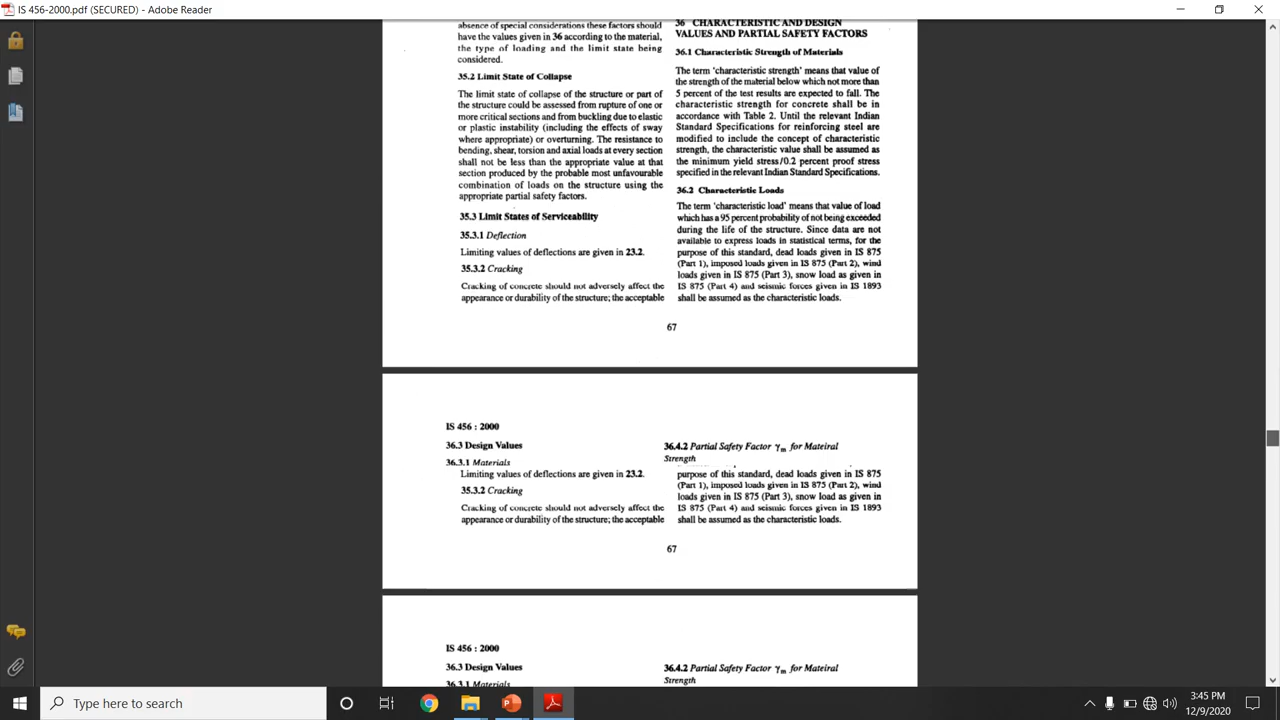 IS 456-2000.pdf (SECURED) - Adobe Reader
absence of special considerations these factors should
have the values given in 36 according to the material,
the type of loading and the limit state being
considered.
35.2 Limit State of Collapse
The limit state of collapse of the structure or part of
the structure could be assessed from rupture of one or
more critical sections and from buckling due to elastic
or plastic instability (including the effects of sway
where appropriate) or overturning. The resistance to
bending, shear, torsion and axial loads at every section
shall not be less than the appropriate value at that
section produced by the probable most unfavourable
combination of loads on the structure using the
appropriate partial safety factors.
35.3 Limit States of Serviceability
35.3.1 Deflection
Limiting values of deflections are given in 23.2.
35.3.2 Cracking
Cracking of concrete should not adversely affect the
appearance or durability of the structure; the acceptable
36 CHARACTERISTIC AND DESIGN
VALUES AND PARTIAL SAFETY FACTORS
36.1 Characteristic Strength of Materials
The term 'characteristic strength' means that value of
the strength of the material below which not more than
5 percent of the test results are expected to fall. The
characteristic strength for concrete shall be in
accordance with Table 2. Until the relevant Indian
Standard Specifications for reinforcing steel are
modified to include the concept of characteristic
strength, the characteristic value shall be assumed as
the minimum yield stress/0.2 percent proof stress
specified in the relevant Indian Standard Specifications.
36.2 Characteristic Loads
The term 'characteristic load' means that value of load
which has a 95 percent probability of not being exceeded
during the life of the structure. Since data are not
available to express loads in statistical terms, for the
purpose of this standard, dead loads given in IS 875
(Part 1), imposed loads given in IS 875 (Part 2), wind
loads given in IS 875 (Part 3), snow load as given in
IS 875 (Part 4) and seismic forces given in IS 1893
shall be assumed as the characteristic loads.
67
IS 456 : 2000
36.3 Design Values
36.3.1 Materials
Limiting values of deflections are given in 23.2.
35.3.2 Cracking
Cracking of concrete should not adversely affect the
appearance or durability of the structure; the acceptable
36.4.2 Partial Safety Factor γm for Mateiral
Strength
purpose of this standard, dead loads given in IS 875
(Part 1), imposed loads given in IS 875 (Part 2), wind
loads given in IS 875 (Part 3), snow load as given in
IS 875 (Part 4) and seismic forces given in IS 1893
shall be assumed as the characteristic loads.
67
IS 456 : 2000
36.3 Design Values
36.3.1 Materials
36.4.2 Partial Safety Factor γm for Mateiral
Strength
Type here to search
3:45 PM
12/9/2020